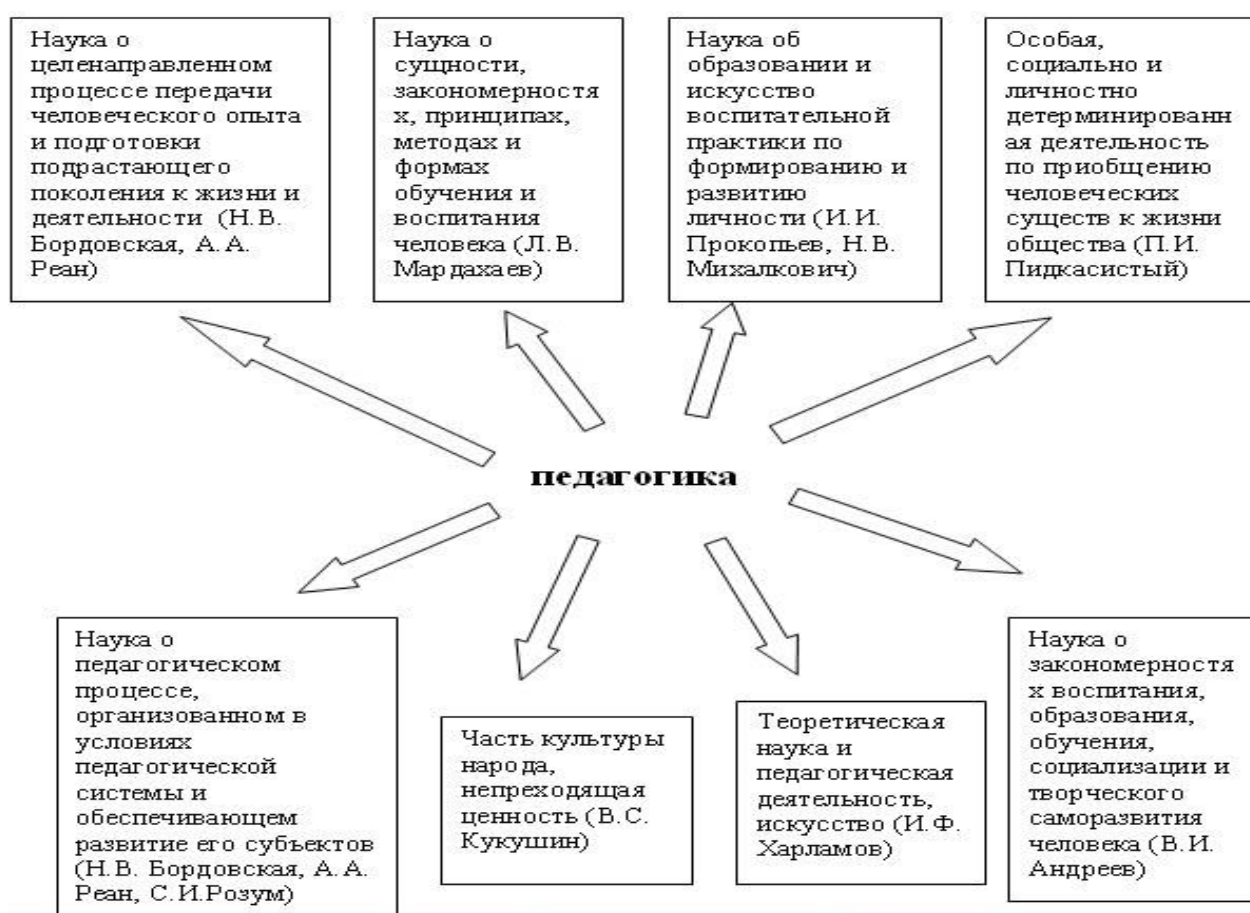 Наука о
целенаправленном
процессе передачи
человеческого опыта
и подготовки
подрастающего
поколения к жизни и
деятельности (Н.В.
Бордовская, А.А.
Реан)
Наука о
сущности,
закономерностя
х, принципах,
методах и
формах
обучения и
воспитания
человека (Л.В.
Мардахаев)
Наука об
образовании и
искусство
воспитательной
практики по
формированию и
развитию
личности (И.И.
Прокопьев, Н.В.
Михалкович)
Особая,
социально и
личностно
детерминированн
ая деятельность
по приобщению
человеческих
существ к жизни
общества (П.И.
Пидкасистый)
педагогика
Наука о
педагогическом
процессе,
организованном в
условиях
педагогической
системы и
обеспечивающем
развитие его субъектов
(Н.В. Бордовская, А.А.
Реан, С.И.Розум)
Часть культуры
народа,
непреходящая
ценность (В.С.
Кукушин)
Теоретическая
наука и
педагогическая
деятельность,
искусство (И.Ф.
Харламов)
Наука о
закономерностя
х воспитания,
образования,
обучения,
социализации и
творческого
саморазвития
человека (В.И.
Андреев)